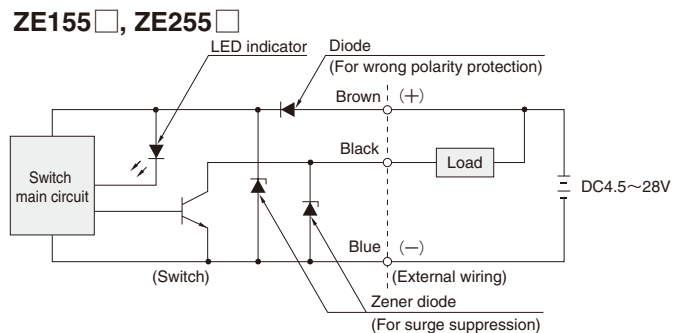 ZE155□, ZE255□
LED indicator
Diode
(For wrong polarity protection)
Brown (+)
Black
Load
Switch
main circuit
DC4.5～28V
Blue (−)
(Switch)
(External wiring)
Zener diode
(For surge suppression)